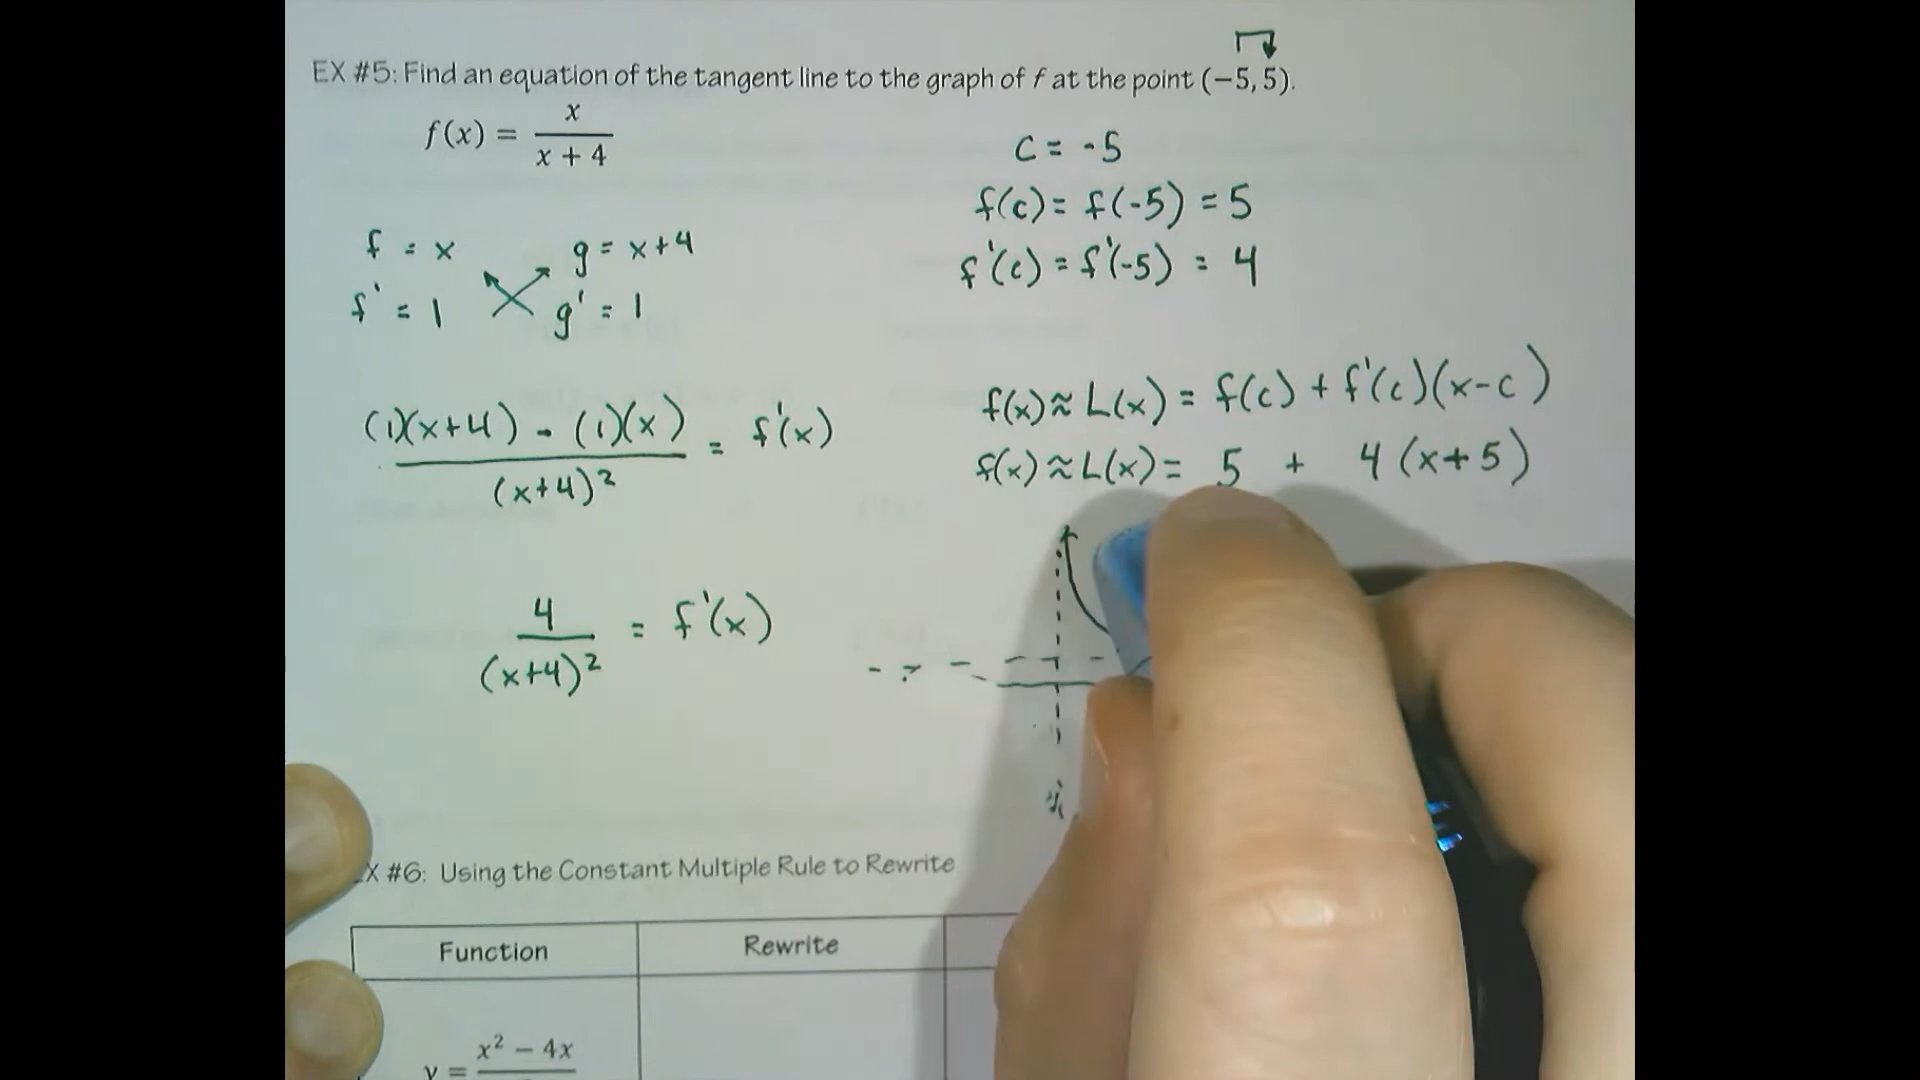 EX #5: Find an equation of the tangent line to the graph of f at the point (−5, 5).
f(x) = x / (x + 4)
c = -5
f(c) = f(-5) = 5
f'(c) = f'(-5) = 4
f = x
g = x+4
f' = 1
g' = 1
(1)(x+4) - (1)(x) / (x+4)² = f'(x)
f(x) ≈ L(x) = f(c) + f'(c)(x-c)
f(x) ≈ L(x) = 5 + 4(x+5)
4 / (x+4)² = f'(x)
X #6: Using the Constant Multiple Rule to Rewrite
Function
Rewrite
y = x² − 4x